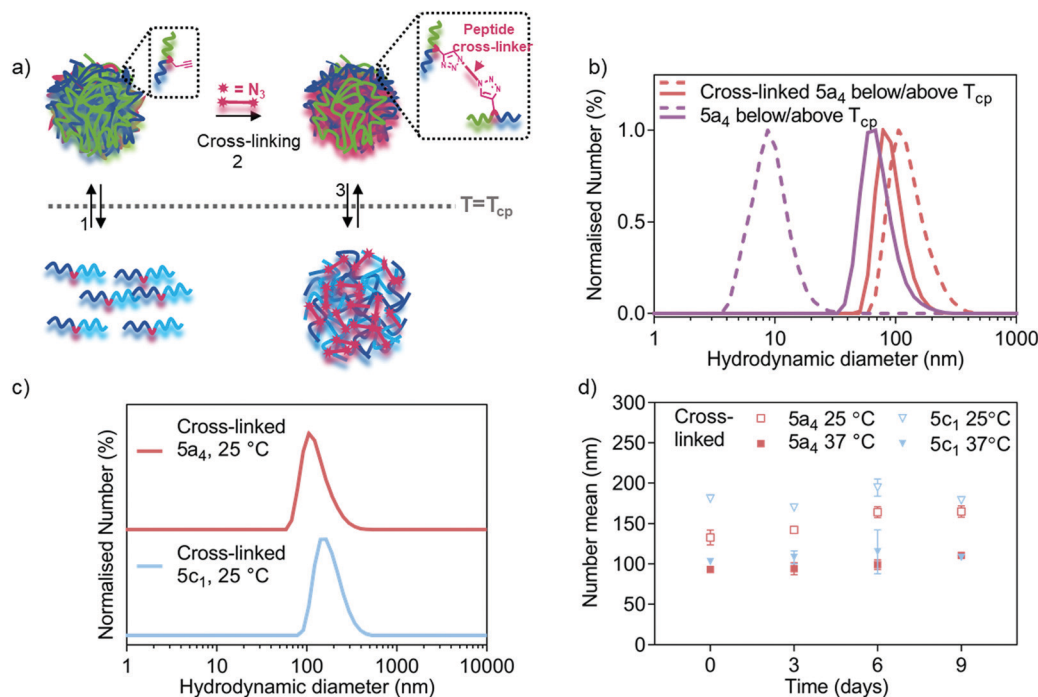 a)
Peptide
cross-linker
N
N
N
N
N
N
✷ = N₃
Cross-linking
2
1
3
T=Tcp
b)
Normalised Number (%)
1.0
0.5
0.0
Cross-linked 5a₄ below/above Tcp
5a₄ below/above Tcp
1 10 100 1000
Hydrodynamic diameter (nm)
c)
Normalised Number (%)
Cross-linked
5a₄, 25 °C
Cross-linked
5c₁, 25 °C
1 10 100 1000 10000
Hydrodynamic diameter (nm)
d)
Number mean (nm)
300
250
200
150
100
50
0
Cross-
linked
5a₄ 25 °C
5a₄ 37 °C
5c₁ 25°C
5c₁ 37°C
0 3 6 9
Time (days)